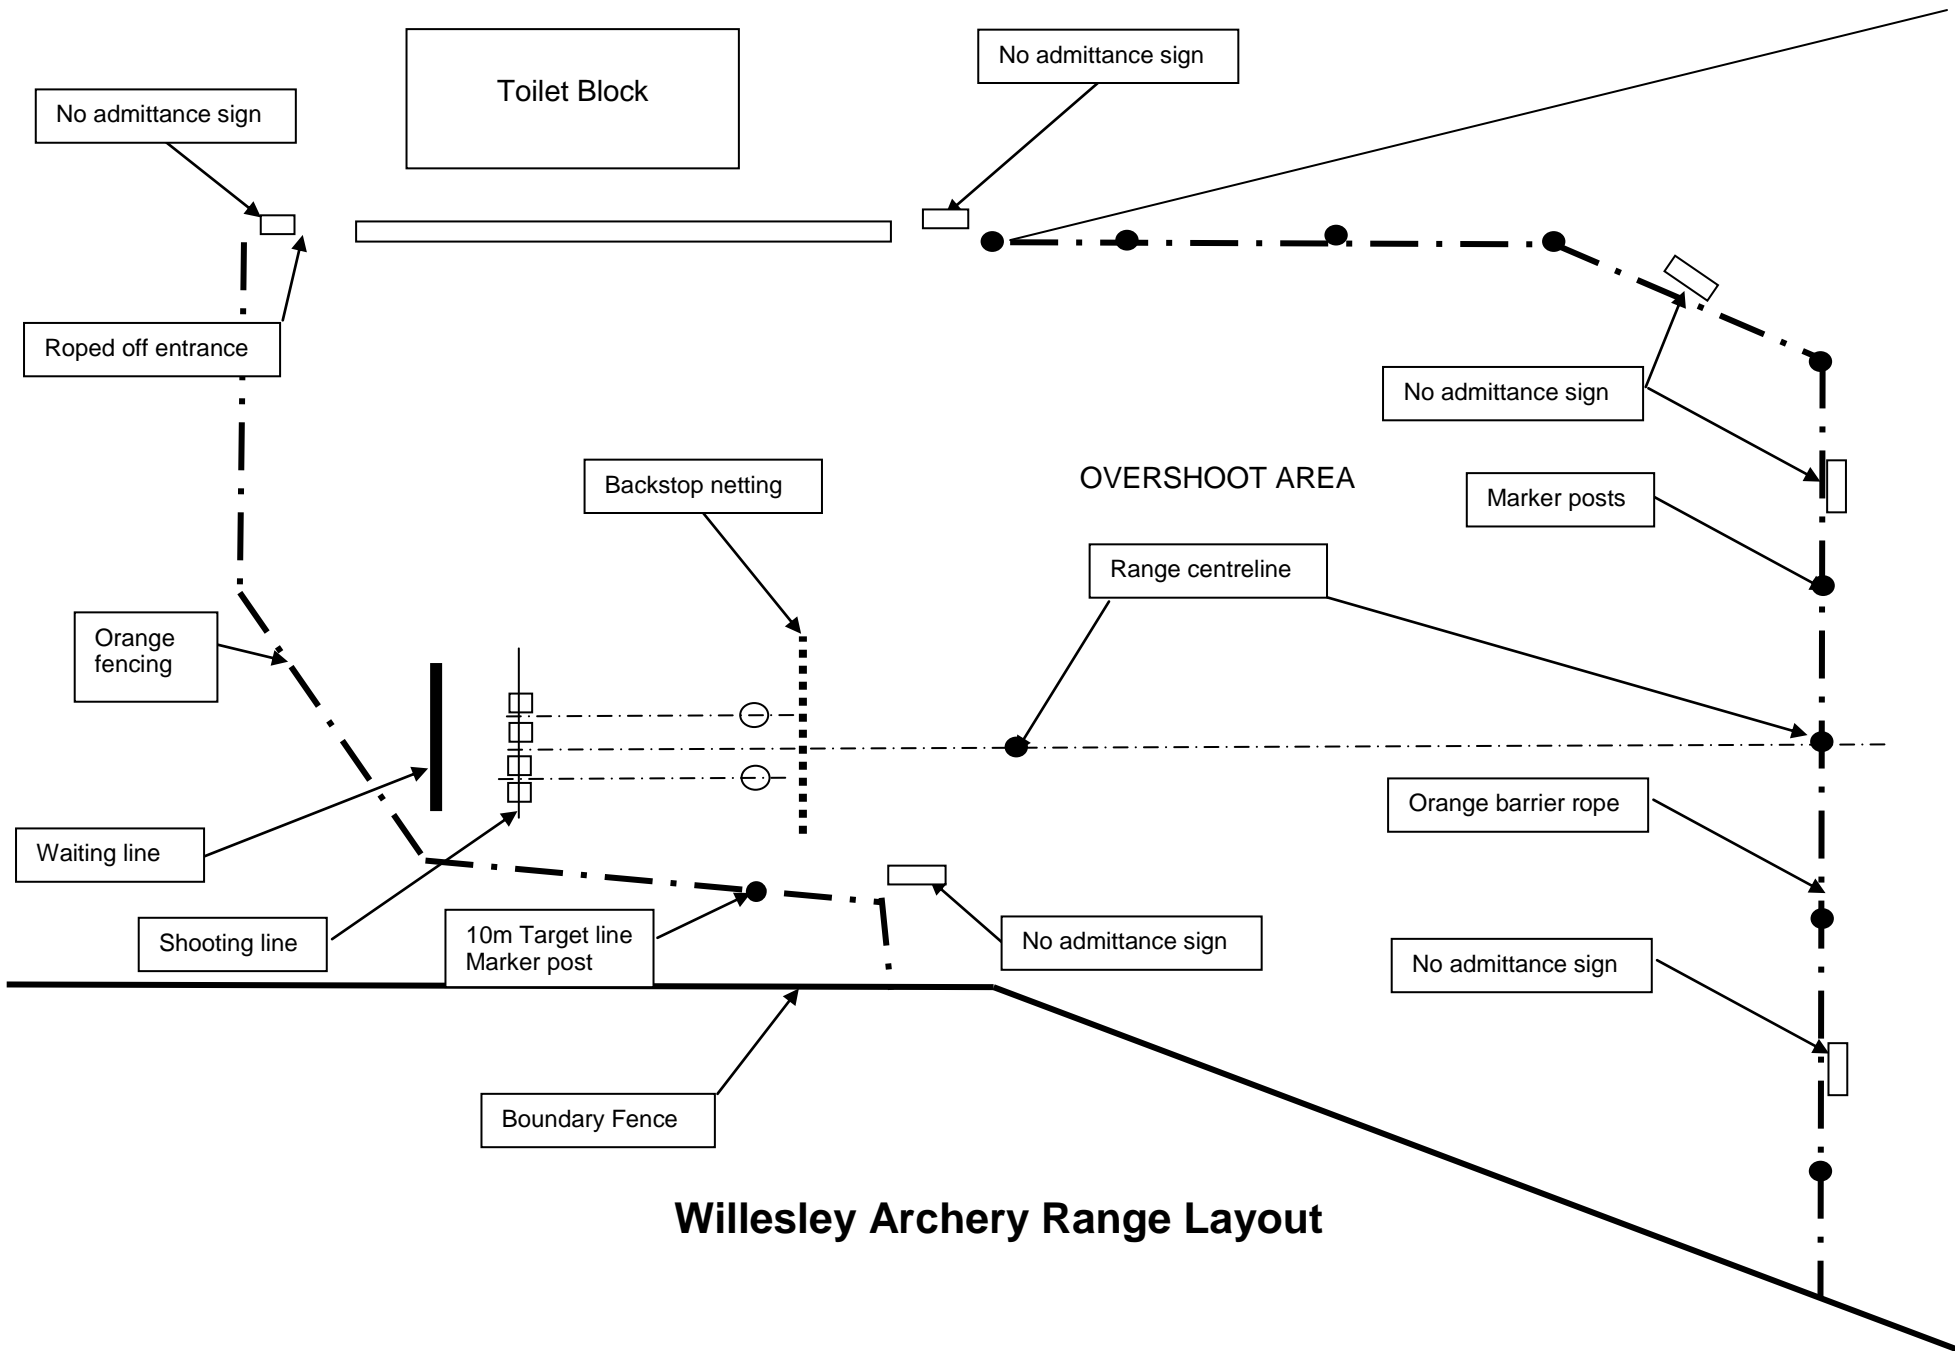 No admittance sign
Toilet Block
No admittance sign
Roped off entrance
No admittance sign
Backstop netting
OVERSHOOT AREA
Marker posts
Range centreline
Orange
fencing
Orange barrier rope
Waiting line
Shooting line
10m Target line
Marker post
No admittance sign
No admittance sign
Boundary Fence
Willesley Archery Range Layout